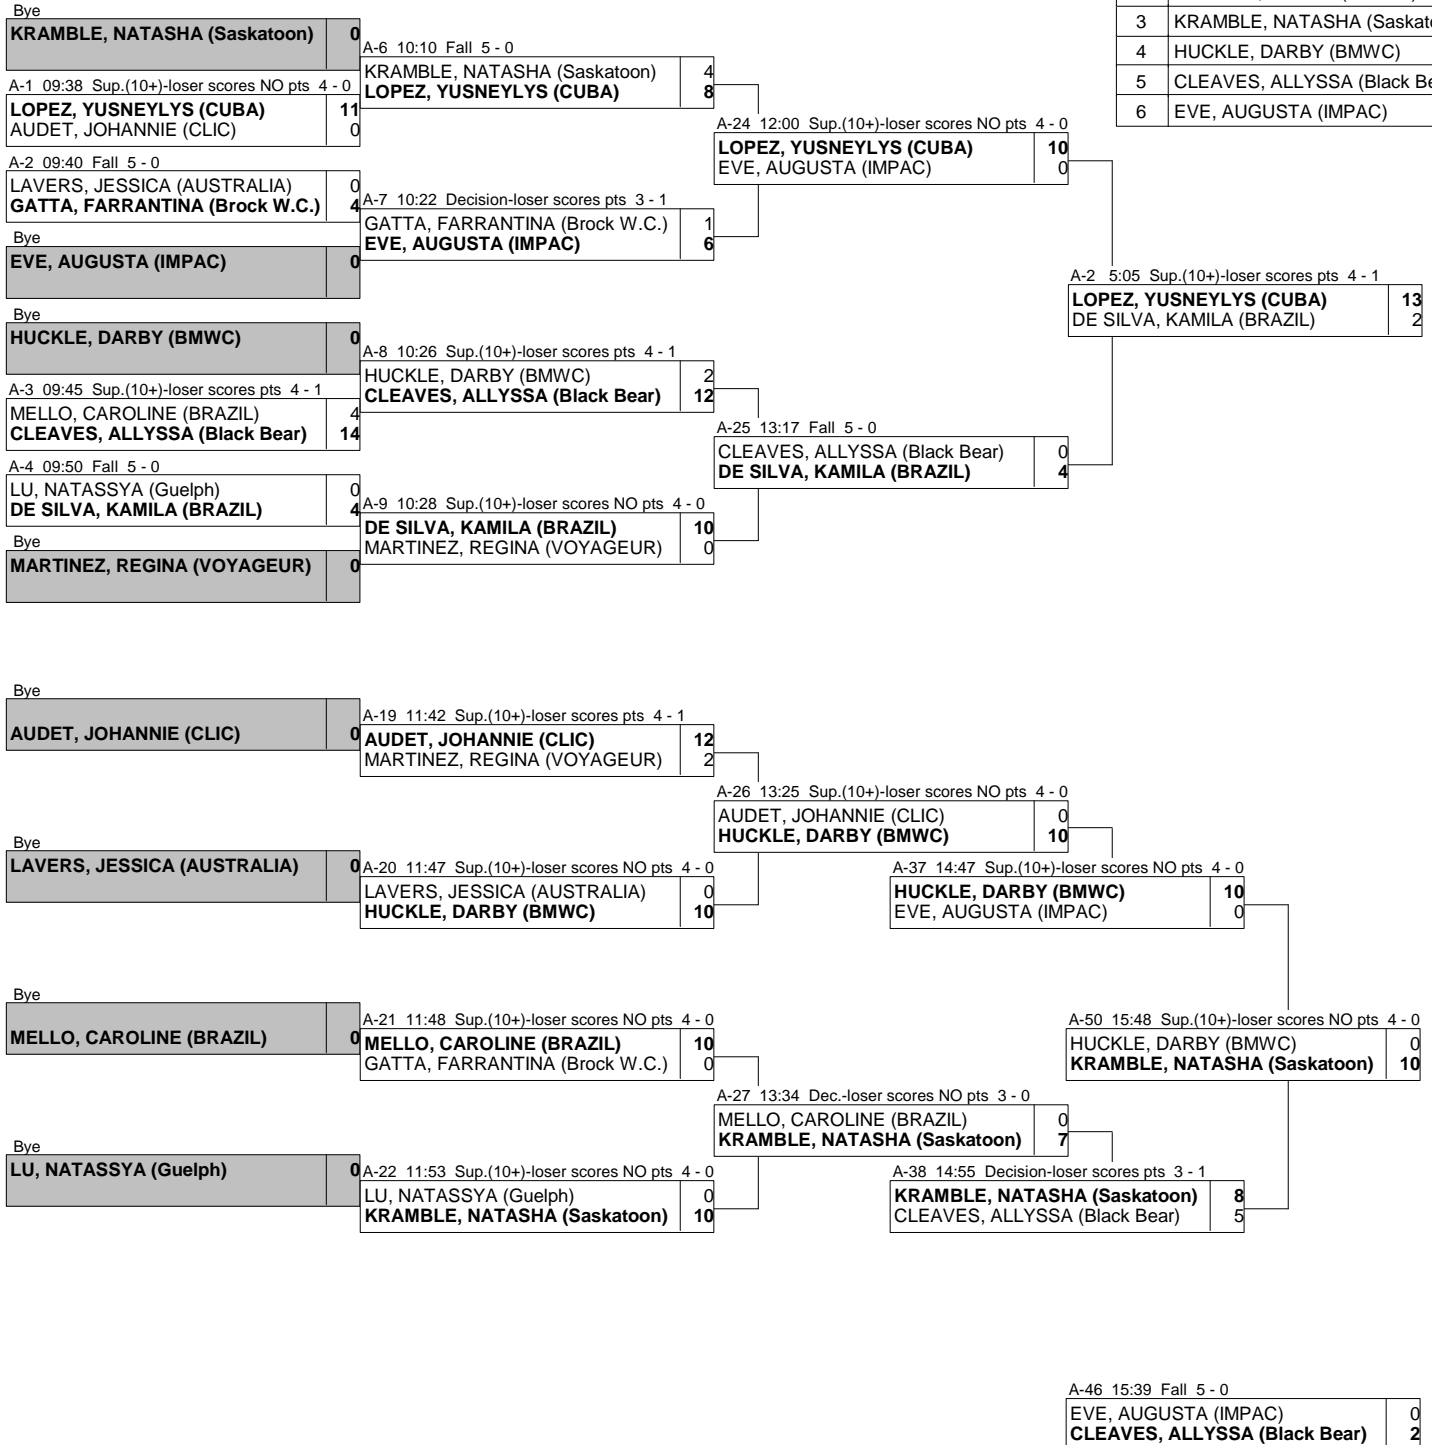 3 KRAMBLE, NATASHA
4 HUCKLE, DARBY (BMWC)
5 CLEAVES, ALLYSSA (Black
6 EVE, AUGUSTA (IMPAC)
Bye
KRAMBLE, NATASHA (Saskatoon) 0
A-1 09:38 Sup.(10+)-loser scores NO pts 4 - 0
LOPEZ, YUSNEYLYS (CUBA) 11
AUDET, JOHANNIE (CLIC) 0
A-2 09:40 Fall 5 - 0
LAVERS, JESSICA (AUSTRALIA) 0
GATTA, FARRANTINA (Brock W.C.) 4
Bye
EVE, AUGUSTA (IMPAC) 0
Bye
HUCKLE, DARBY (BMWC) 0
A-3 09:45 Sup.(10+)-loser scores pts 4 - 1
MELLO, CAROLINE (BRAZIL) 4
CLEAVES, ALLYSSA (Black Bear) 14
A-4 09:50 Fall 5 - 0
LU, NATASSYA (Guelph) 0
DE SILVA, KAMILA (BRAZIL) 4
Bye
MARTINEZ, REGINA (VOYAGEUR) 0
A-6 10:10 Fall 5 - 0
KRAMBLE, NATASHA (Saskatoon) 4
LOPEZ, YUSNEYLYS (CUBA) 8
A-7 10:22 Decision-loser scores pts 3 - 1
GATTA, FARRANTINA (Brock W.C.) 1
EVE, AUGUSTA (IMPAC) 6
A-8 10:26 Sup.(10+)-loser scores pts 4 - 1
HUCKLE, DARBY (BMWC) 2
CLEAVES, ALLYSSA (Black Bear) 12
A-9 10:28 Sup.(10+)-loser scores NO pts 4 - 0
DE SILVA, KAMILA (BRAZIL) 10
MARTINEZ, REGINA (VOYAGEUR) 0
A-24 12:00 Sup.(10+)-loser scores NO pts 4 - 0
LOPEZ, YUSNEYLYS (CUBA) 10
EVE, AUGUSTA (IMPAC) 0
A-25 13:17 Fall 5 - 0
CLEAVES, ALLYSSA (Black Bear) 0
DE SILVA, KAMILA (BRAZIL) 4
A-2 5:05 Sup.(10+)-loser scores pts 4 - 1
LOPEZ, YUSNEYLYS (CUBA) 13
DE SILVA, KAMILA (BRAZIL) 2
Bye
AUDET, JOHANNIE (CLIC) 0
Bye
LAVERS, JESSICA (AUSTRALIA) 0
Bye
MELLO, CAROLINE (BRAZIL) 0
Bye
LU, NATASSYA (Guelph) 0
A-19 11:42 Sup.(10+)-loser scores pts 4 - 1
AUDET, JOHANNIE (CLIC) 12
MARTINEZ, REGINA (VOYAGEUR) 2
A-20 11:47 Sup.(10+)-loser scores NO pts 4 - 0
LAVERS, JESSICA (AUSTRALIA) 0
HUCKLE, DARBY (BMWC) 10
A-21 11:48 Sup.(10+)-loser scores NO pts 4 - 0
MELLO, CAROLINE (BRAZIL) 10
GATTA, FARRANTINA (Brock W.C.) 0
A-22 11:53 Sup.(10+)-loser scores NO pts 4 - 0
LU, NATASSYA (Guelph) 0
KRAMBLE, NATASHA (Saskatoon) 10
A-26 13:25 Sup.(10+)-loser scores NO pts 4 - 0
AUDET, JOHANNIE (CLIC) 0
HUCKLE, DARBY (BMWC) 10
A-27 13:34 Dec.-loser scores NO pts 3 - 0
MELLO, CAROLINE (BRAZIL) 0
KRAMBLE, NATASHA (Saskatoon) 7
A-37 14:47 Sup.(10+)-loser scores NO pts 4 - 0
HUCKLE, DARBY (BMWC) 10
EVE, AUGUSTA (IMPAC) 0
A-38 14:55 Decision-loser scores pts 3 - 1
KRAMBLE, NATASHA (Saskatoon) 8
CLEAVES, ALLYSSA (Black Bear) 5
A-50 15:48 Sup.(10+)-loser scores NO pts 4 - 0
HUCKLE, DARBY (BMWC) 0
KRAMBLE, NATASHA (Saskatoon) 10
A-46 15:39 Fall 5 - 0
EVE, AUGUSTA (IMPAC) 0
CLEAVES, ALLYSSA (Black Bear) 2